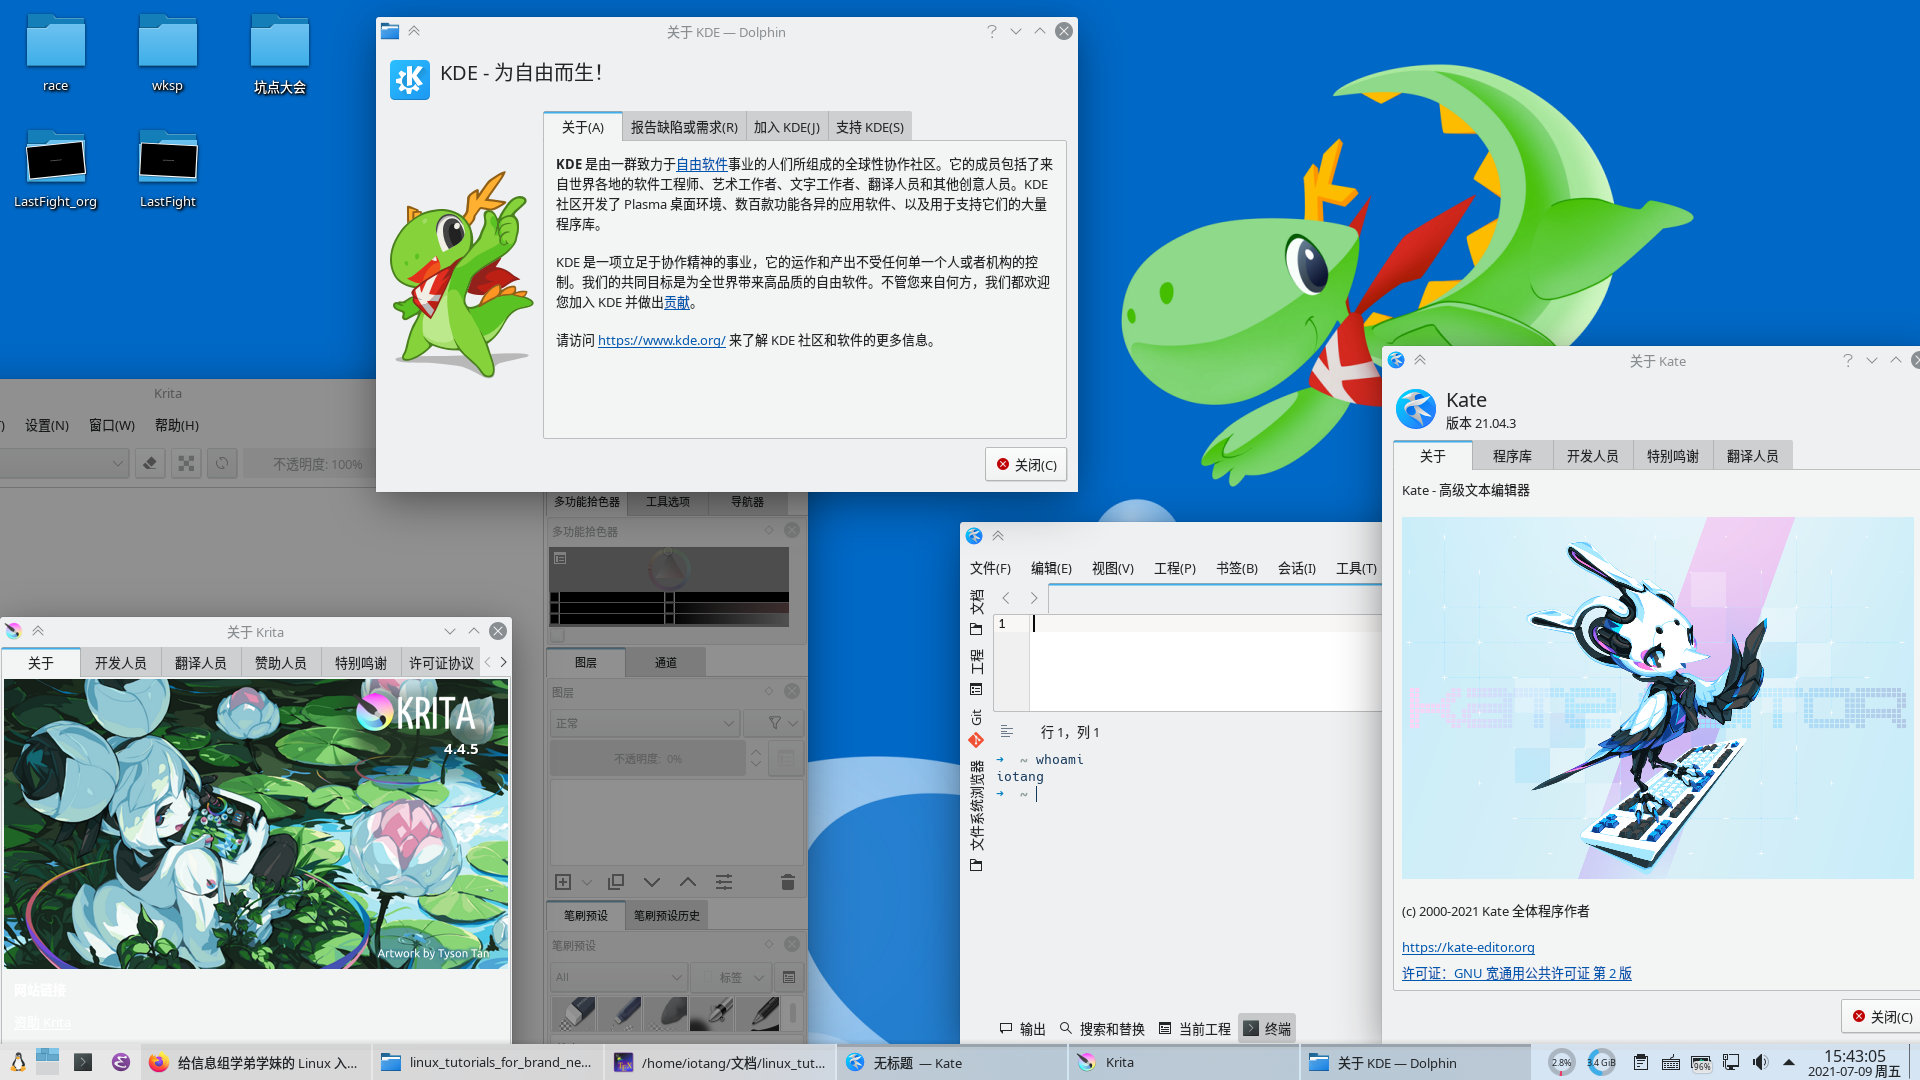 race
wksp
坑点大会
LastFight_org
LastFight
关于 KDE — Dolphin
KDE - 为自由而生！
关于(A)
报告缺陷或需求(R)
加入 KDE(J)
支持 KDE(S)
KDE 是由一群致力于自由软件事业的人们所组成的全球性协作社区。它的成员包括了来
自世界各地的软件工程师、艺术工作者、文字工作者、翻译人员和其他创意人员。KDE
社区开发了 Plasma 桌面环境、数百款功能各异的应用软件、以及用于支持它们的大量
程序库。
KDE 是一项立足于协作精神的事业，它的运作和产出不受任何单一个人或者机构的控
制。我们的共同目标是为全世界带来高品质的自由软件。不管您来自何方，我们都欢迎
您加入 KDE 并做出贡献。
请访问 https://www.kde.org/ 来了解 KDE 社区和软件的更多信息。
关闭(C)
Krita
设置(N)
窗口(W)
帮助(H)
不透明度: 100%
多功能拾色器
工具选项
导航器
多功能拾色器
图层
通道
图层
正常
不透明度: 0%
笔刷预设
笔刷预设历史
笔刷预设
All
标签
关于 Krita
关于
开发人员
翻译人员
赞助人员
特别鸣谢
许可证协议
KRITA
4.4.5
Artwork by Tyson Tan
网站链接
赞助 Krita
文件(F)
编辑(E)
视图(V)
工程(P)
书签(B)
会话(I)
工具(T)
文档
工程
Git
文件系统浏览器
1
行 1，列 1
➜ ~ whoami
iotang
➜ ~
输出
搜索和替换
当前工程
终端
关于 Kate
Kate
版本 21.04.3
关于
程序库
开发人员
特别鸣谢
翻译人员
Kate - 高级文本编辑器
(c) 2000-2021 Kate 全体程序作者
https://kate-editor.org
许可证：GNU 宽通用公共许可证 第 2 版
关闭(C)
给信息组学弟学妹的 Linux 入...
linux_tutorials_for_brand_ne...
/home/iotang/文档/linux_tut...
无标题 — Kate
Krita
关于 KDE — Dolphin
2.8%
3.4 GiB
96%
15:43:05
2021-07-09 周五